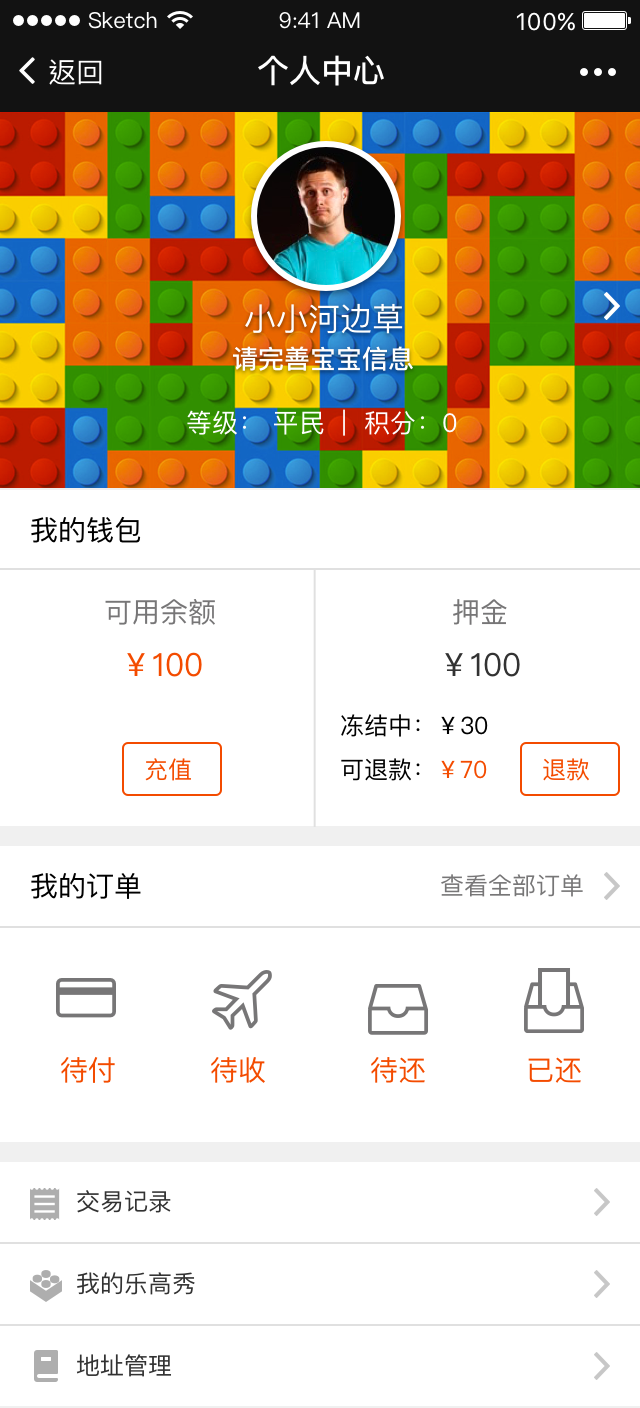 Sketch 9:41 AM 100%
返回 个人中心
小小河边草
请完善宝宝信息
等级： 平民 | 积分：0
我的钱包
可用余额 押金
¥ 100 ¥ 100
冻结中： ¥ 30
充值 可退款： ¥ 70 退款
我的订单 查看全部订单
待付 待收 待还 已还
交易记录
我的乐高秀
地址管理